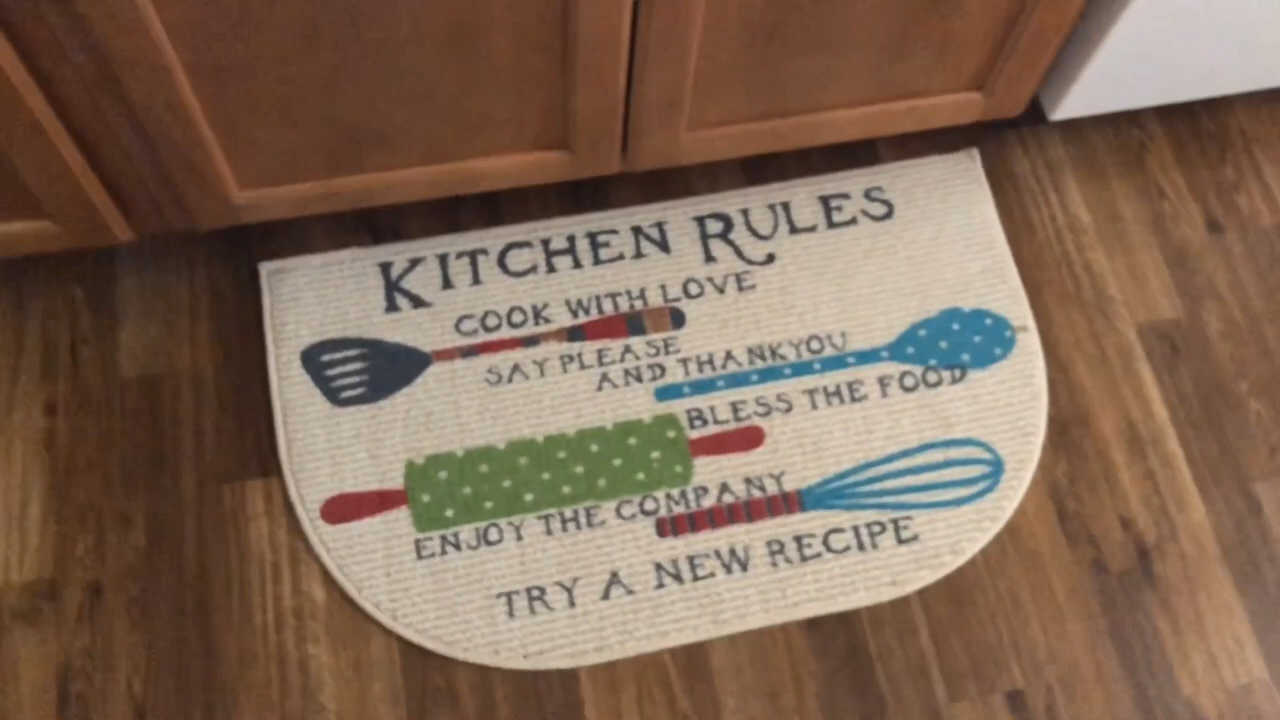 KITCHEN RULES
COOK WITH LOVE
SAY PLEASE
AND THANKYOU
BLESS THE FOOD
ENJOY THE COMPANY
TRY A NEW RECIPE